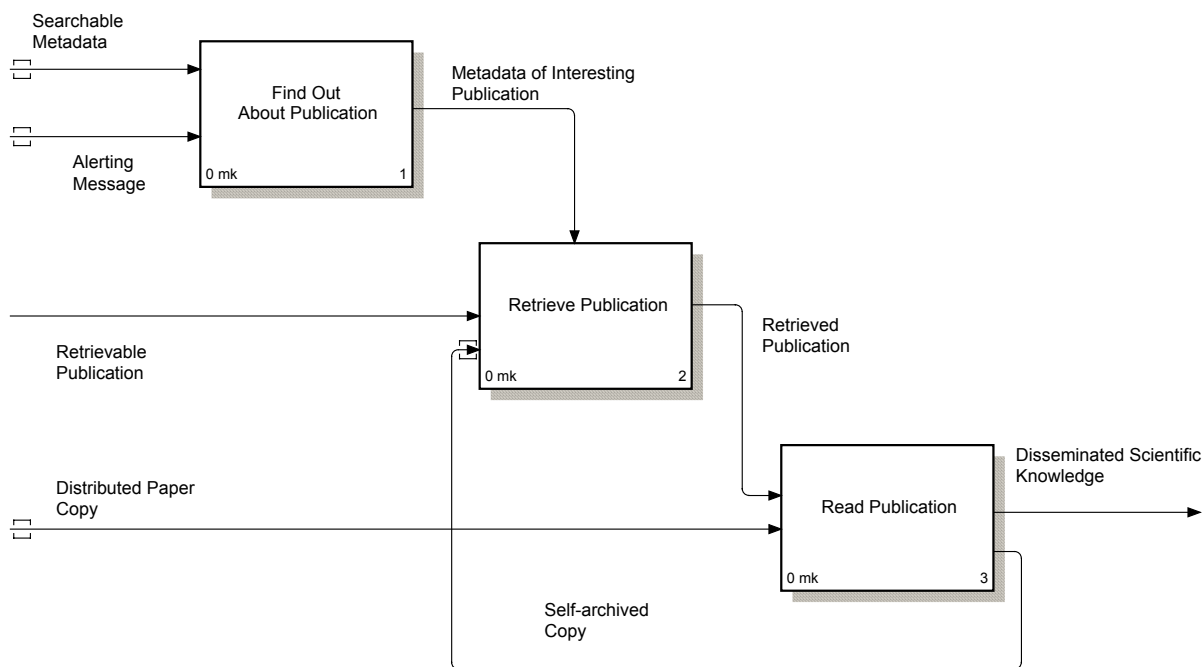 Searchable
Metadata
Find Out
About Publication
0 mk
1
Metadata of Interesting
Publication
Alerting
Message
Retrieve Publication
0 mk
2
Retrievable
Publication
Retrieved
Publication
Distributed Paper
Copy
Read Publication
0 mk
3
Disseminated Scientific
Knowledge
Self-archived
Copy